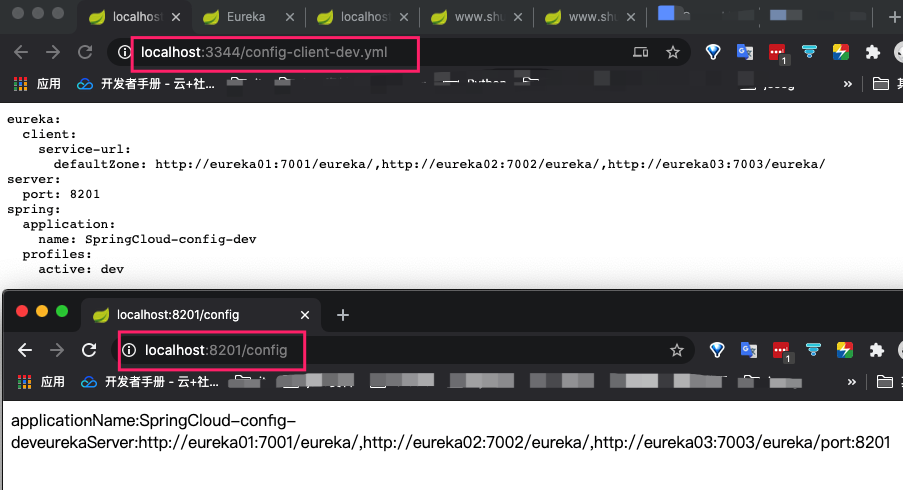 localhost:
Eureka
localhost
www.shu
www.shu
localhost:3344/config-client-dev.yml
1
应用
开发者手册 - 云+社...
»
eureka:
client:
service-url:
defaultZone: http://eureka01:7001/eureka/,http://eureka02:7002/eureka/,http://eureka03:7003/eureka/
server:
port: 8201
spring:
application:
name: SpringCloud-config-dev
profiles:
active: dev
localhost:8201/config
localhost:8201/config
1
应用
开发者手册 - 云+社...
»
applicationName:SpringCloud-config-
deveurekaServer:http://eureka01:7001/eureka/,http://eureka02:7002/eureka/,http://eureka03:7003/eureka/port:8201